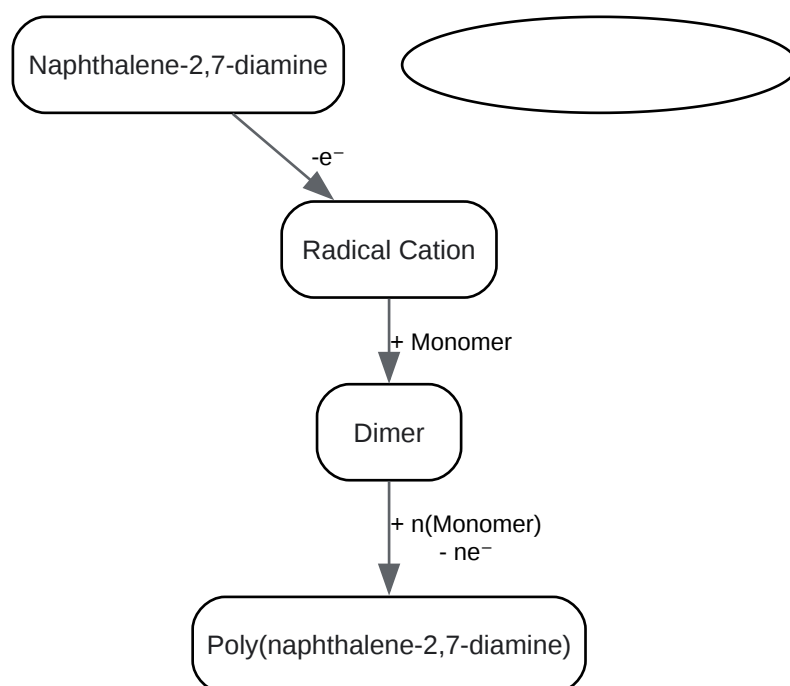 Naphthalene-2,7-diamine
-e⁻
Radical Cation
+ Monomer
Dimer
+ n(Monomer)
- ne⁻
Poly(naphthalene-2,7-diamine)